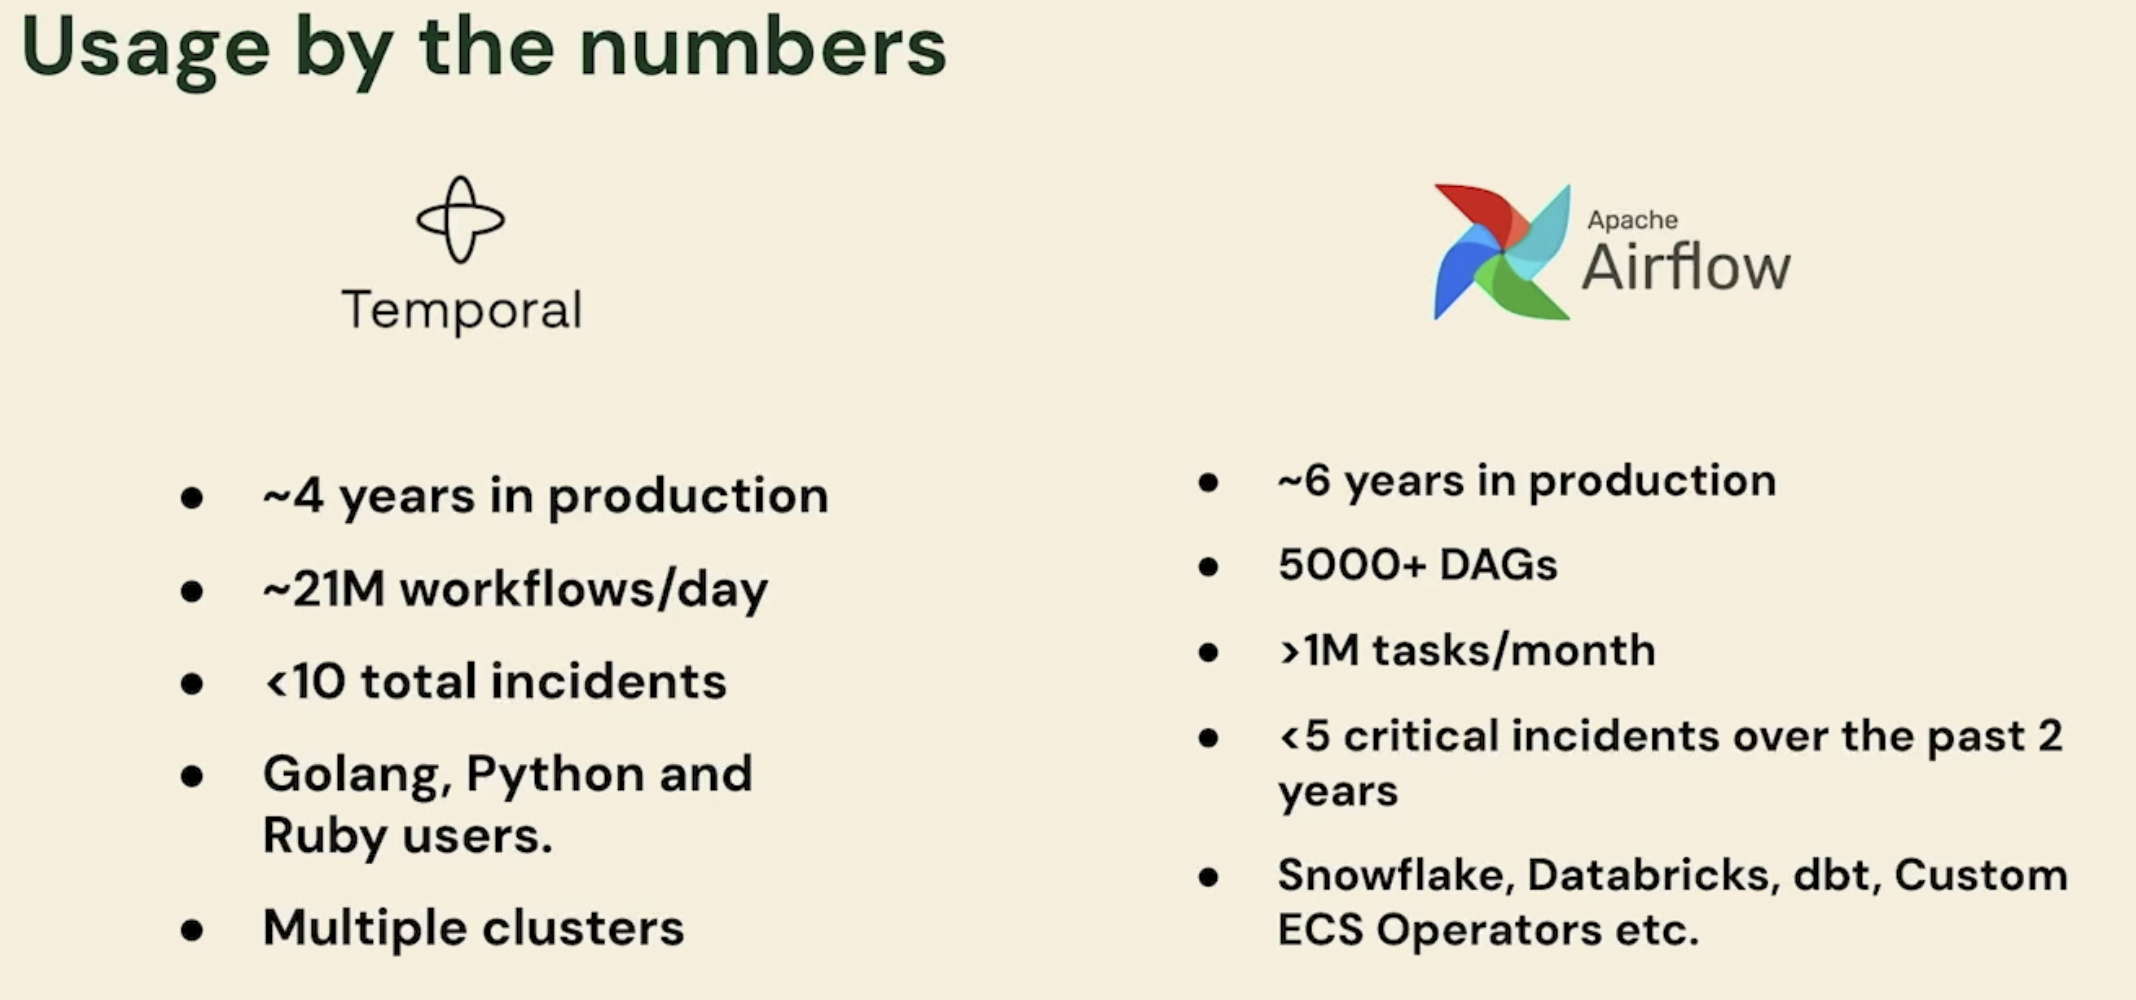 Usage by the numbers
Temporal
~4 years in production
~21M workflows/day
<10 total incidents
Golang, Python and
Ruby users.
Multiple clusters
Apache
Airflow
~6 years in production
5000+ DAGs
>1M tasks/month
<5 critical incidents over the past 2
years
Snowflake, Databricks, dbt, Custom
ECS Operators etc.